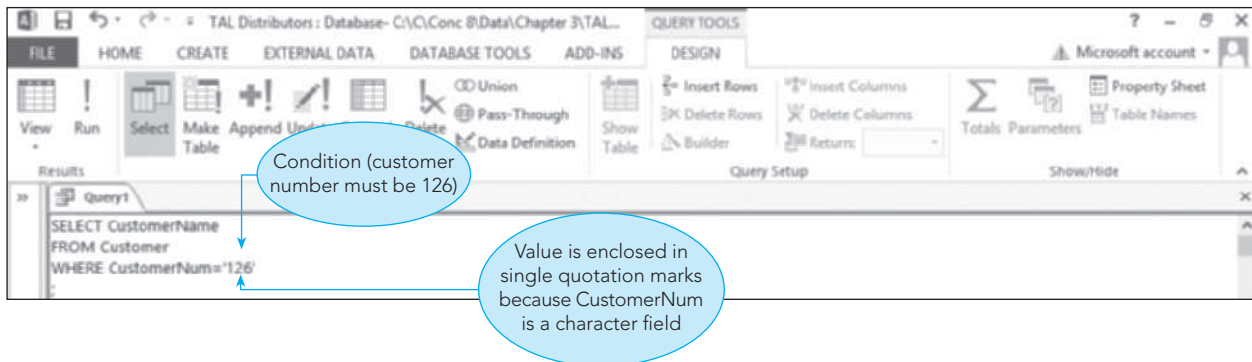 TAL Distributors : Database- C:\C\Conc 8\Data\Chapter 3\TAL...
QUERY TOOLS
?
FILE HOME CREATE EXTERNAL DATA DATABASE TOOLS ADD-INS DESIGN Microsoft account
View
Run
Select
Make Table
Append
Delete
Union
Pass-Through
Data Definition
Show Table
Insert Rows
Delete Rows
Builder
Insert Columns
Delete Columns
Return:
Totals
Parameters
Property Sheet
Table Names
Results
Query Setup
Show/Hide
Condition (customer
number must be 126)
Query1
SELECT CustomerName
FROM Customer
WHERE CustomerNum='126'
;
Value is enclosed in
single quotation marks
because CustomerNum
is a character field